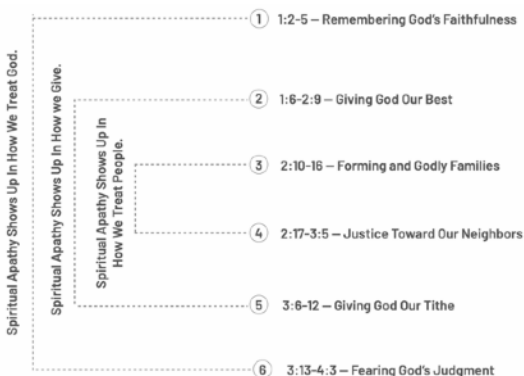 Spiritual Apathy Shows Up In How We Treat God.
Spiritual Apathy Shows Up In How we Give.
Spiritual Apathy Shows Up In
How We Treat People.
1 1:2-5 – Remembering God's Faithfulness
2 1:6-2:9 – Giving God Our Best
3 2:10-16 – Forming and Godly Families
4 2:17-3:5 – Justice Toward Our Neighbors
5 3:6-12 – Giving God Our Tithe
6 3:13-4:3 – Fearing God's Judgment